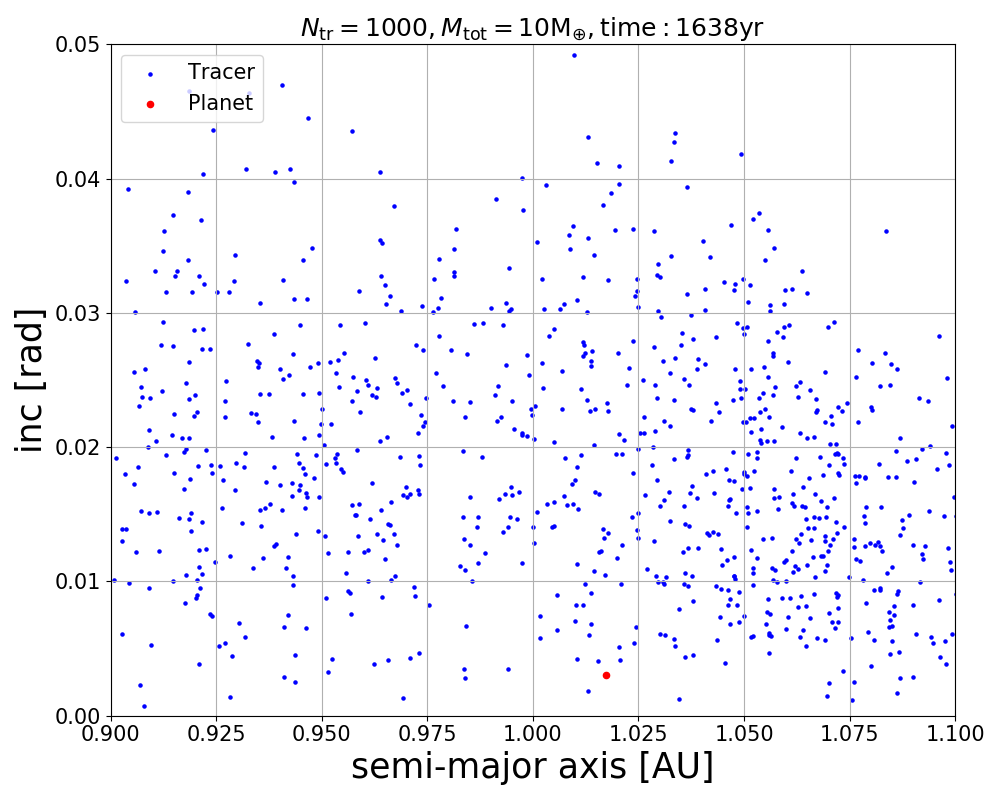 N_tr = 1000, M_tot = 10M_⊕, time : 1638yr
Tracer
Planet
inc [rad]
0.05
0.04
0.03
0.02
0.01
0.00
0.900 0.925 0.950 0.975 1.000 1.025 1.050 1.075 1.100
semi-major axis [AU]